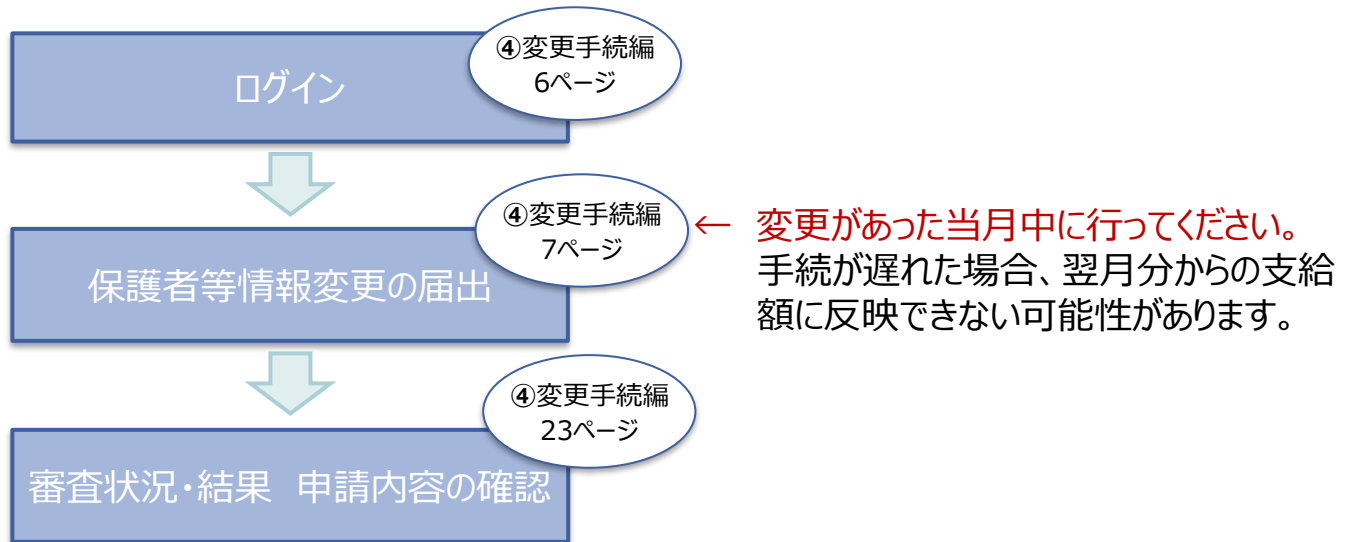 ④変更手続編
6ページ
ログイン
④変更手続編
7ページ
保護者等情報変更の届出
← 変更があった当月中に行ってください。
手続が遅れた場合、翌月分からの支給
額に反映できない可能性があります。
④変更手続編
23ページ
審査状況・結果　申請内容の確認